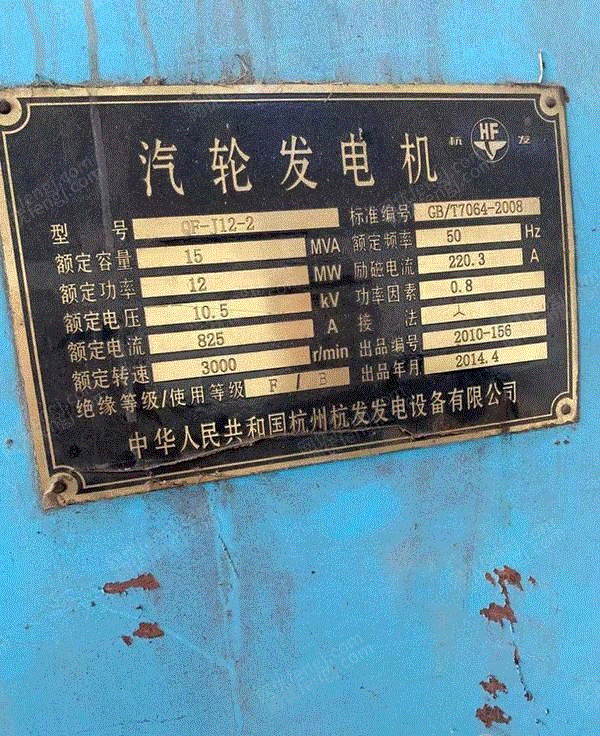 汽轮发电机
杭 HF 发
型 号 QF-J12-2 标准编号 GB/T7064-2008
额定容量 15 MVA 额定频率 50 Hz
额定功率 12 MW 励磁电流 220.3 A
额定电压 10.5 kV 功率因素 0.8
额定电流 825 A 接 法 人
额定转速 3000 r/min 出品编号 2010-156
绝缘等级/使用等级 F / B 出品年月 2014.4
中华人民共和国杭州杭发发电设备有限公司